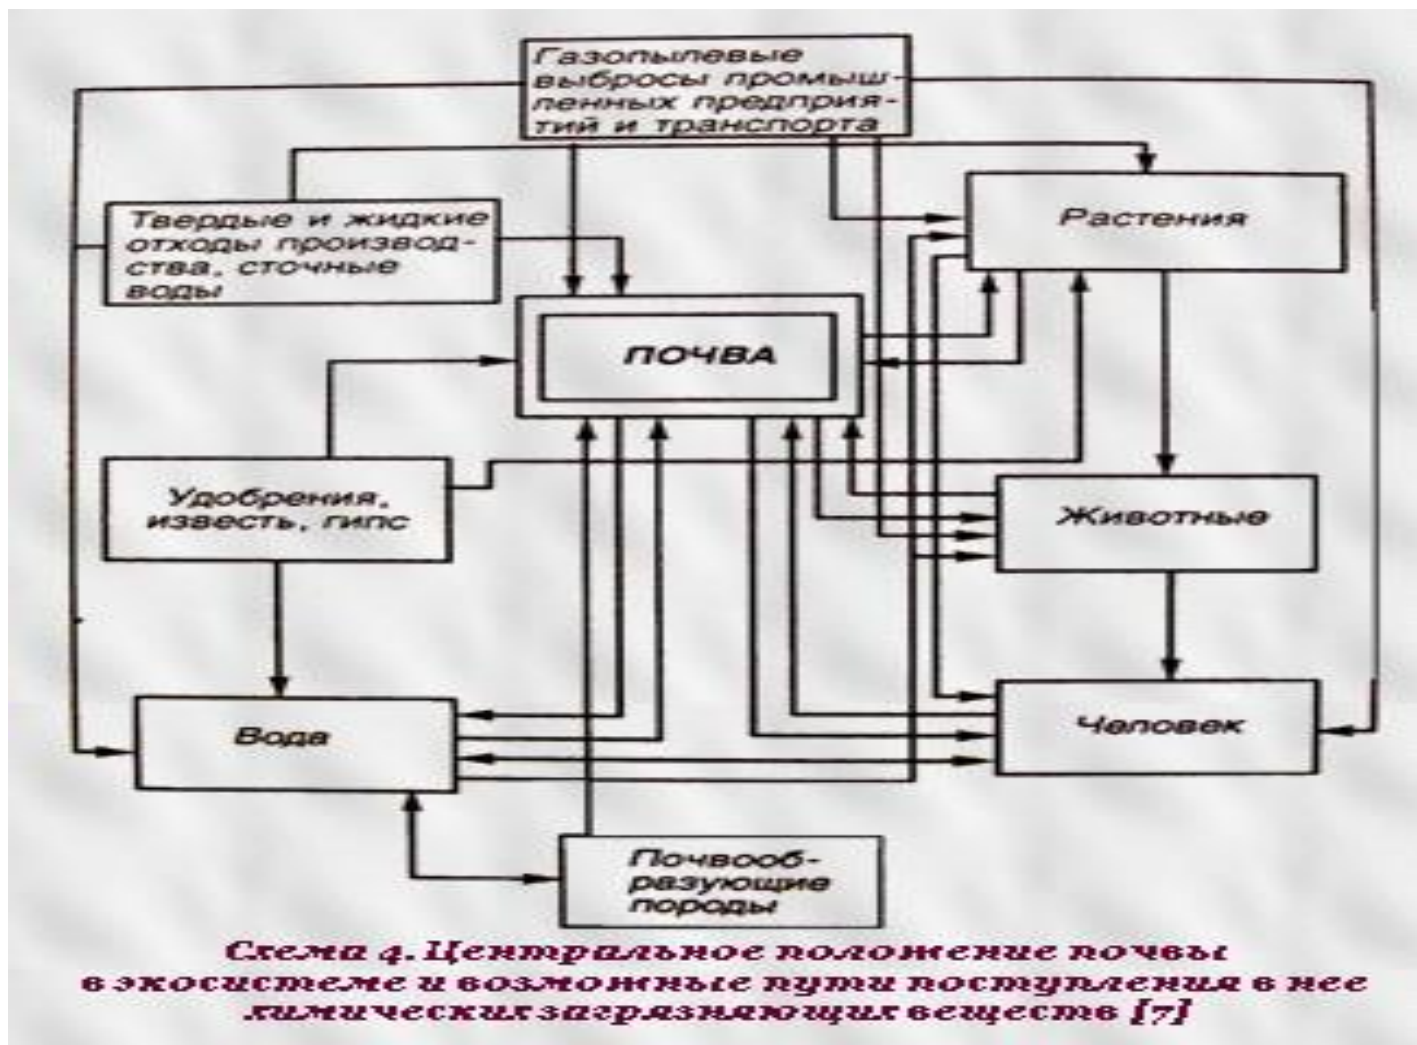 Газопылевые
выбросы промыш-
ленных предприя-
тий и транспорта
Растения
Твердые и жидкие
отходы производ-
ства, сточные
воды
ПОЧВА
Удобрения,
известь, гипс
Животные
Вода
Человек
Почвооб-
разующие
породы
Схема 4. Центральное положение почвы
в экосистеме и возможные пути поступления в нее
химических загрязняющих веществ [7]